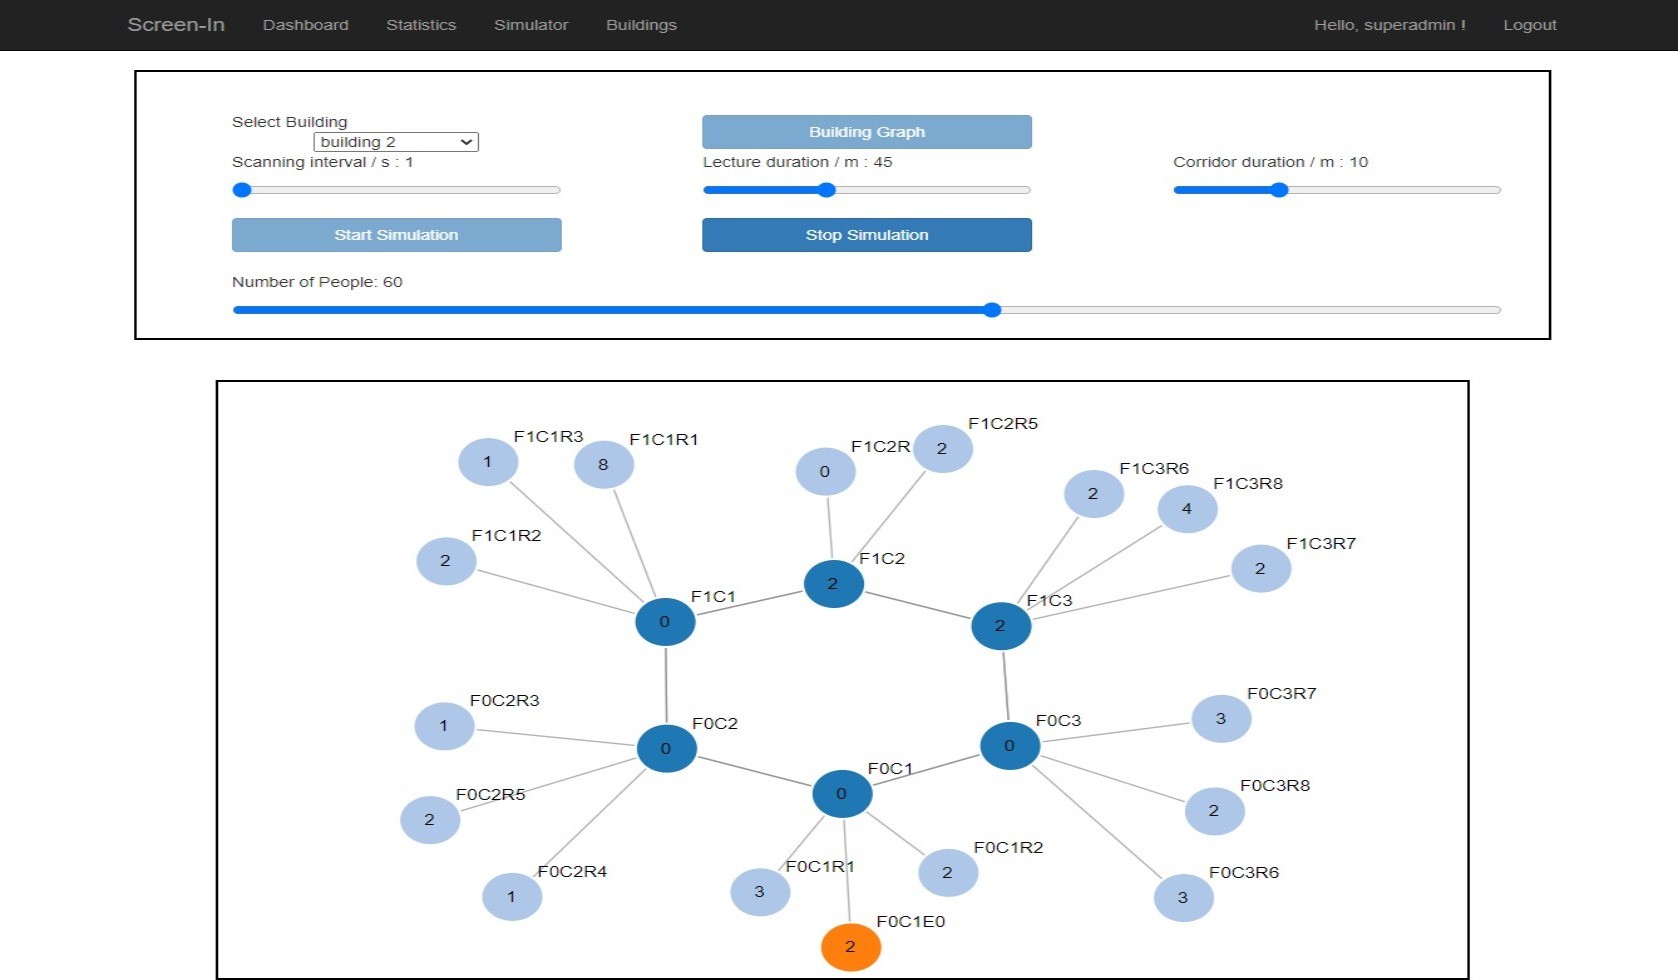 Screen-In Dashboard Statistics Simulator Buildings Hello, superadmin ! Logout
Select Building
building 2
Building Graph
Scanning interval / s : 1
Lecture duration / m : 45
Corridor duration / m : 10
Start Simulation
Stop Simulation
Number of People: 60
F1C2R5
F1C1R3
1
F1C1R1
8
F1C2R
0
2
F1C3R6
2
F1C3R8
4
F1C1R2
2
F1C3R7
2
F1C2
2
F1C1
0
F1C3
2
F0C2R3
1
F0C2
0
F0C3
0
F0C3R7
3
F0C1
0
F0C2R5
2
F0C3R8
2
F0C2R4
1
F0C1R1
3
F0C1R2
2
F0C3R6
3
F0C1E0
2